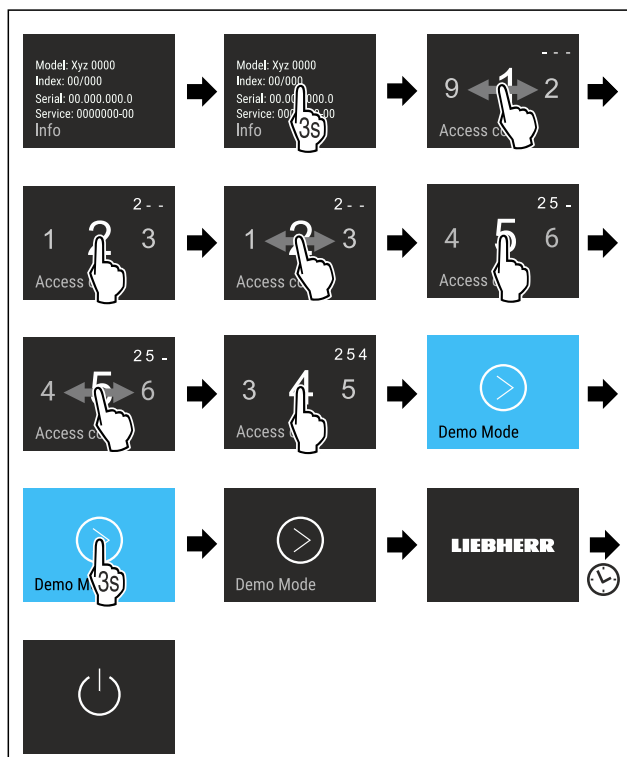 Model: Xyz 0000
Index: 00/000
Serial: 00.000.000.0
Service: 0000000-00
Info
Model: Xyz 0000
Index: 00/000
Serial: 00.0 000.0
Service: 000 00
Info
3s
- - -
9 1 2
Access
2 - -
1 2 3
Access
2 - -
1 2 3
Access
2 5 -
4 5 6
Access
2 5 -
4 5 6
Access
2 5 4
3 4 5
Access
Demo Mode
Demo M
3s
Demo Mode
LIEBHERR